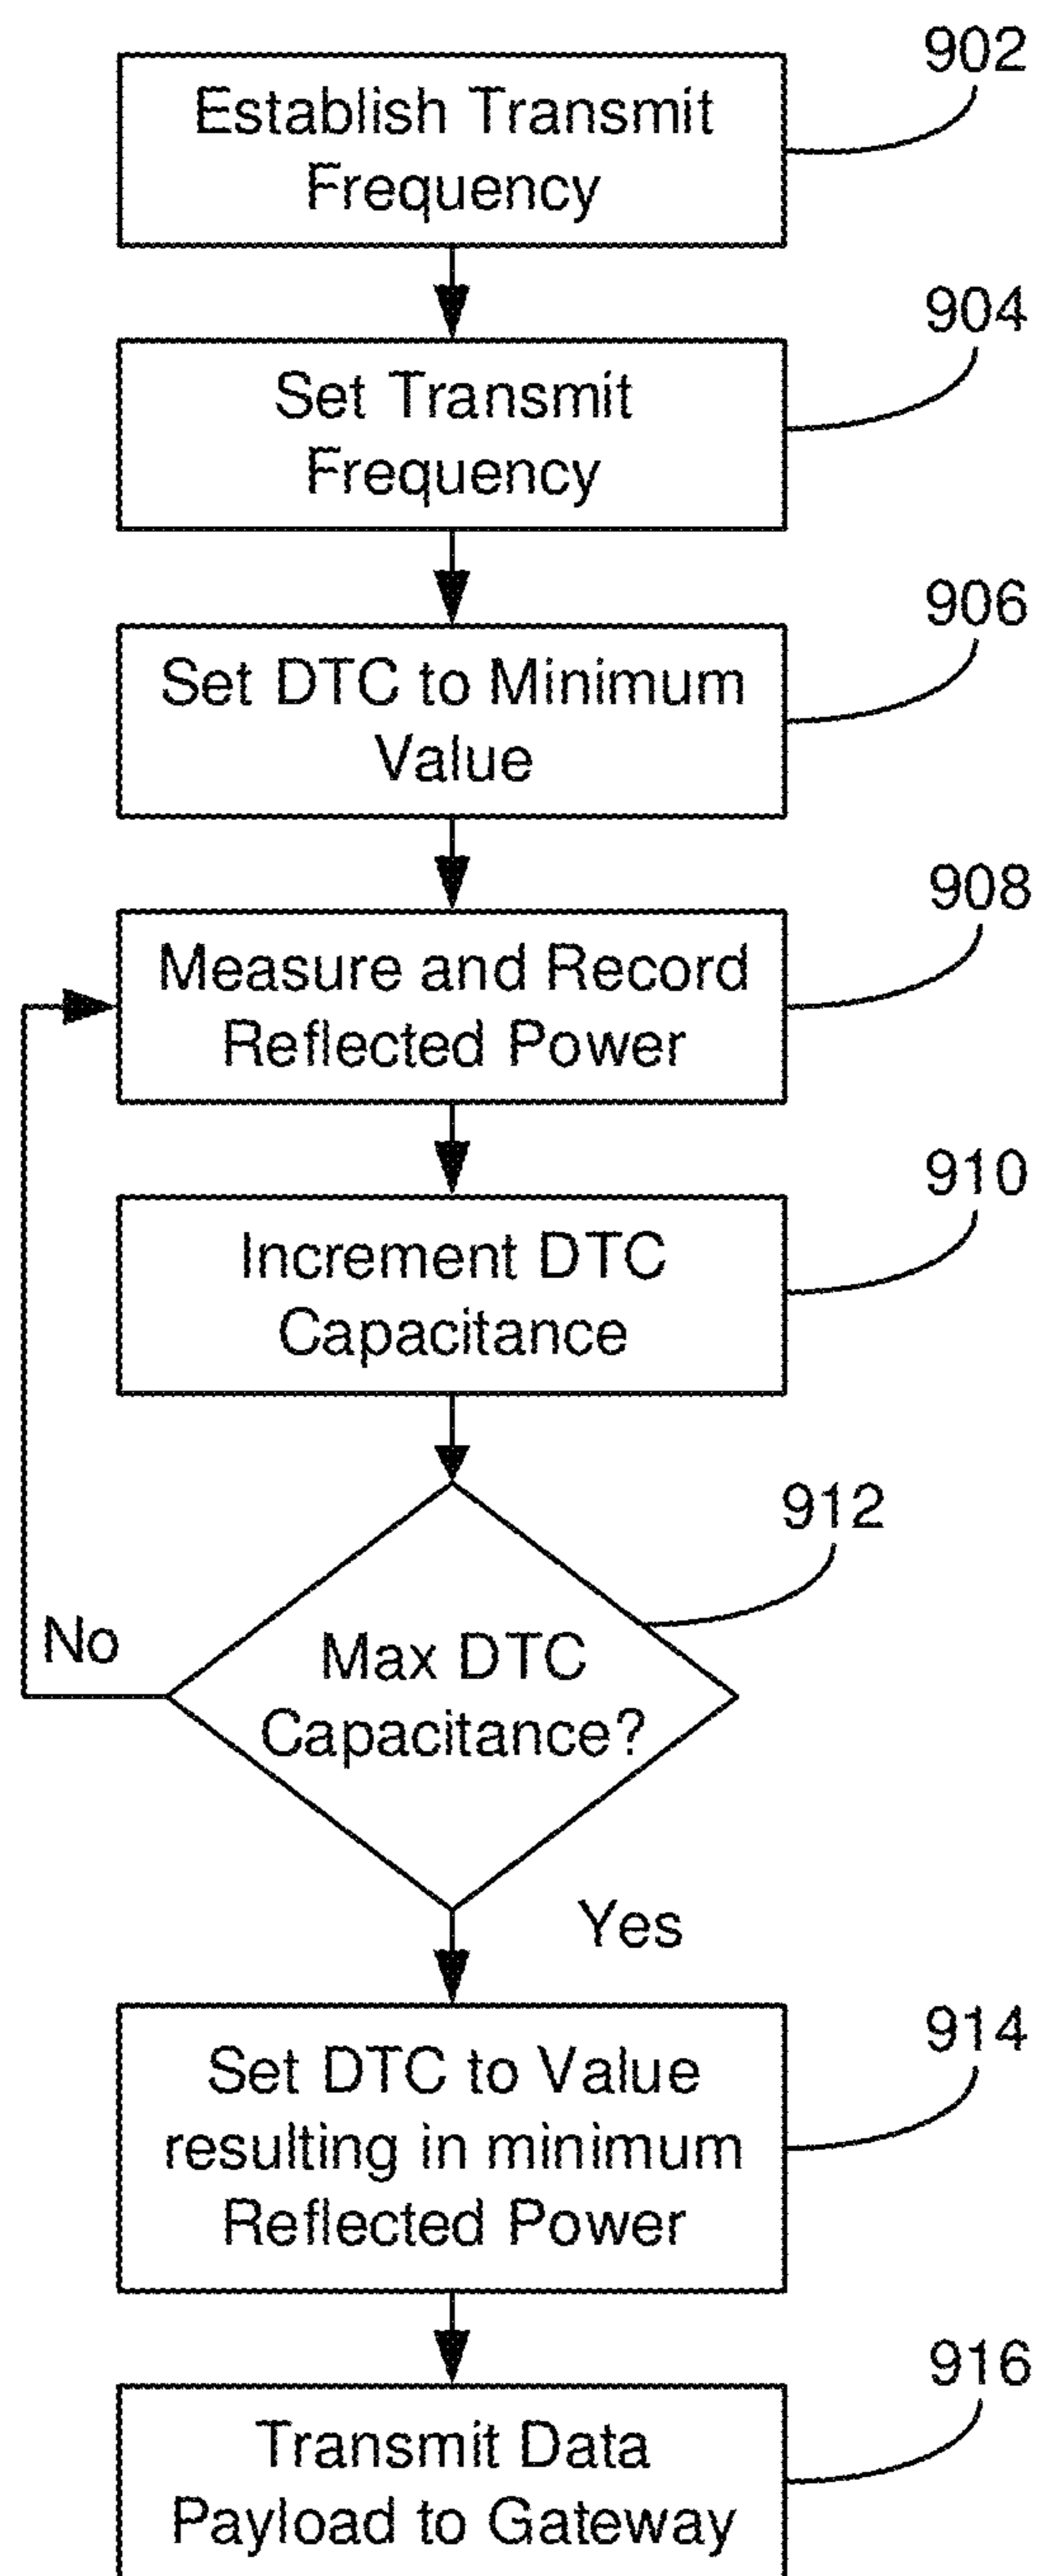 902
Establish Transmit
Frequency
904
Set Transmit
Frequency
906
Set DTC to Minimum
Value
908
Measure and Record
Reflected Power
910
Increment DTC
Capacitance
912
Max DTC
Capacitance?
No
Yes
914
Set DTC to Value
resulting in minimum
Reflected Power
916
Transmit Data
Payload to Gateway